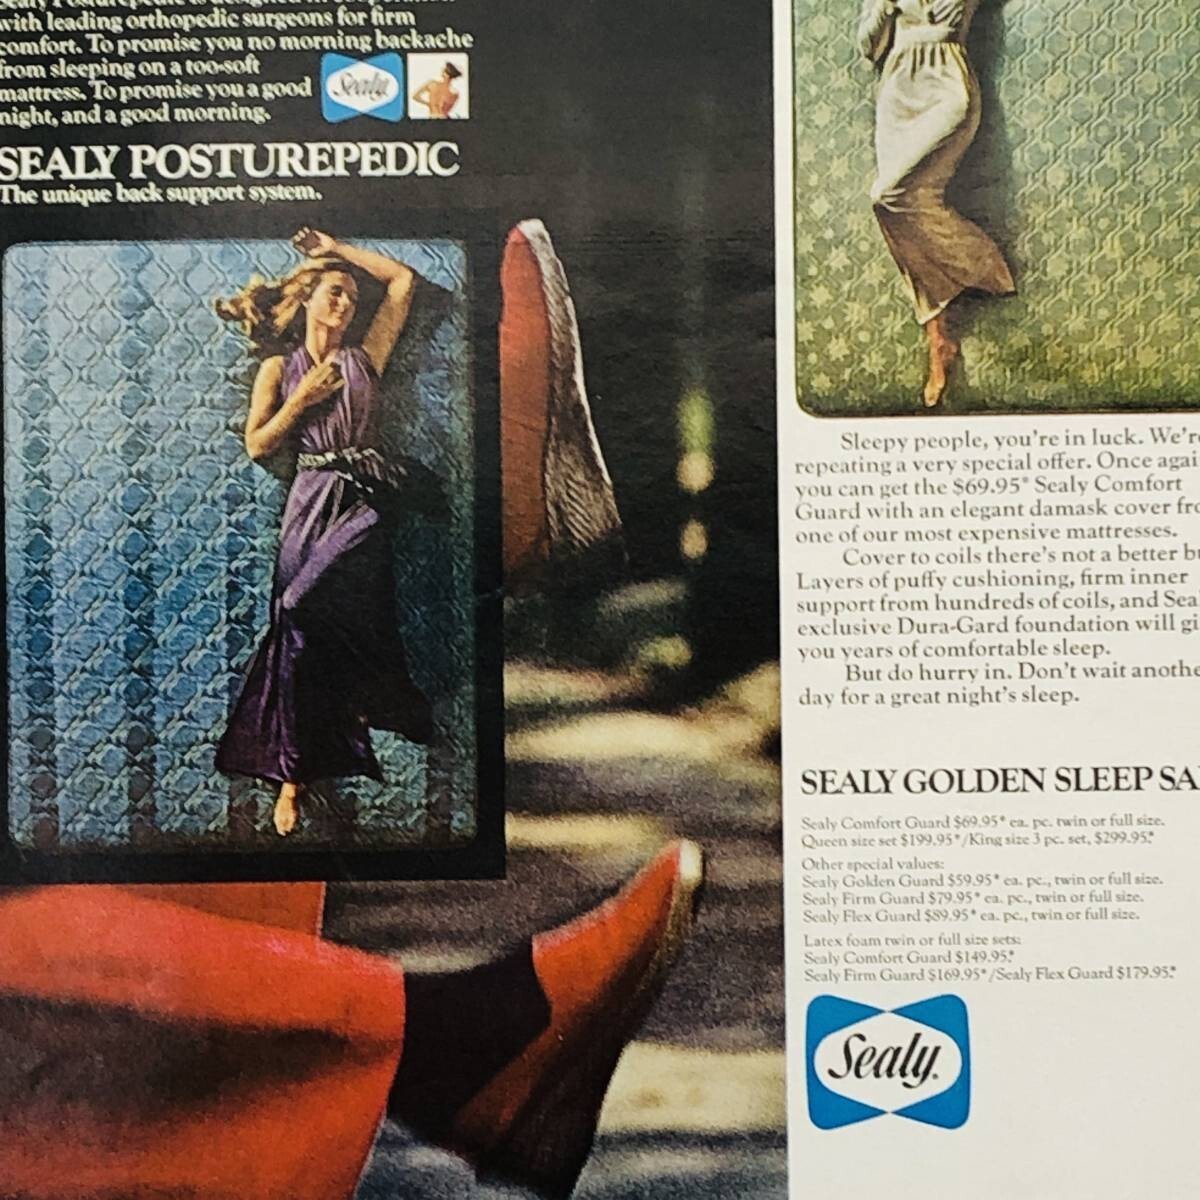 with leading orthopedic surgeons for firm
comfort. To promise you no morning backache
from sleeping on a too-soft
mattress. To promise you a good
night, and a good morning.
Sealy
SEALY POSTUREPEDIC
The unique back support system.
Sleepy people, you're in luck. We're
repeating a very special offer. Once agai
you can get the $69.95* Sealy Comfort
Guard with an elegant damask cover fro
one of our most expensive mattresses.
Cover to coils there's not a better bu
Layers of puffy cushioning, firm inner
support from hundreds of coils, and Sea
exclusive Dura-Gard foundation will gi
you years of comfortable sleep.
But do hurry in. Don't wait anothe
day for a great night's sleep.
SEALY GOLDEN SLEEP SA
Sealy Comfort Guard $69.95* ea. pc. twin or full size.
Queen size set $199.95*/King size 3 pc. set, $299.95*
Other special values:
Sealy Golden Guard $59.95* ea. pc., twin or full size.
Sealy Firm Guard $79.95* ea. pc., twin or full size.
Sealy Flex Guard $89.95* ea. pc., twin or full size.
Latex foam twin or full size sets:
Sealy Comfort Guard $149.95*
Sealy Firm Guard $169.95*/Sealy Flex Guard $179.95*
Sealy.